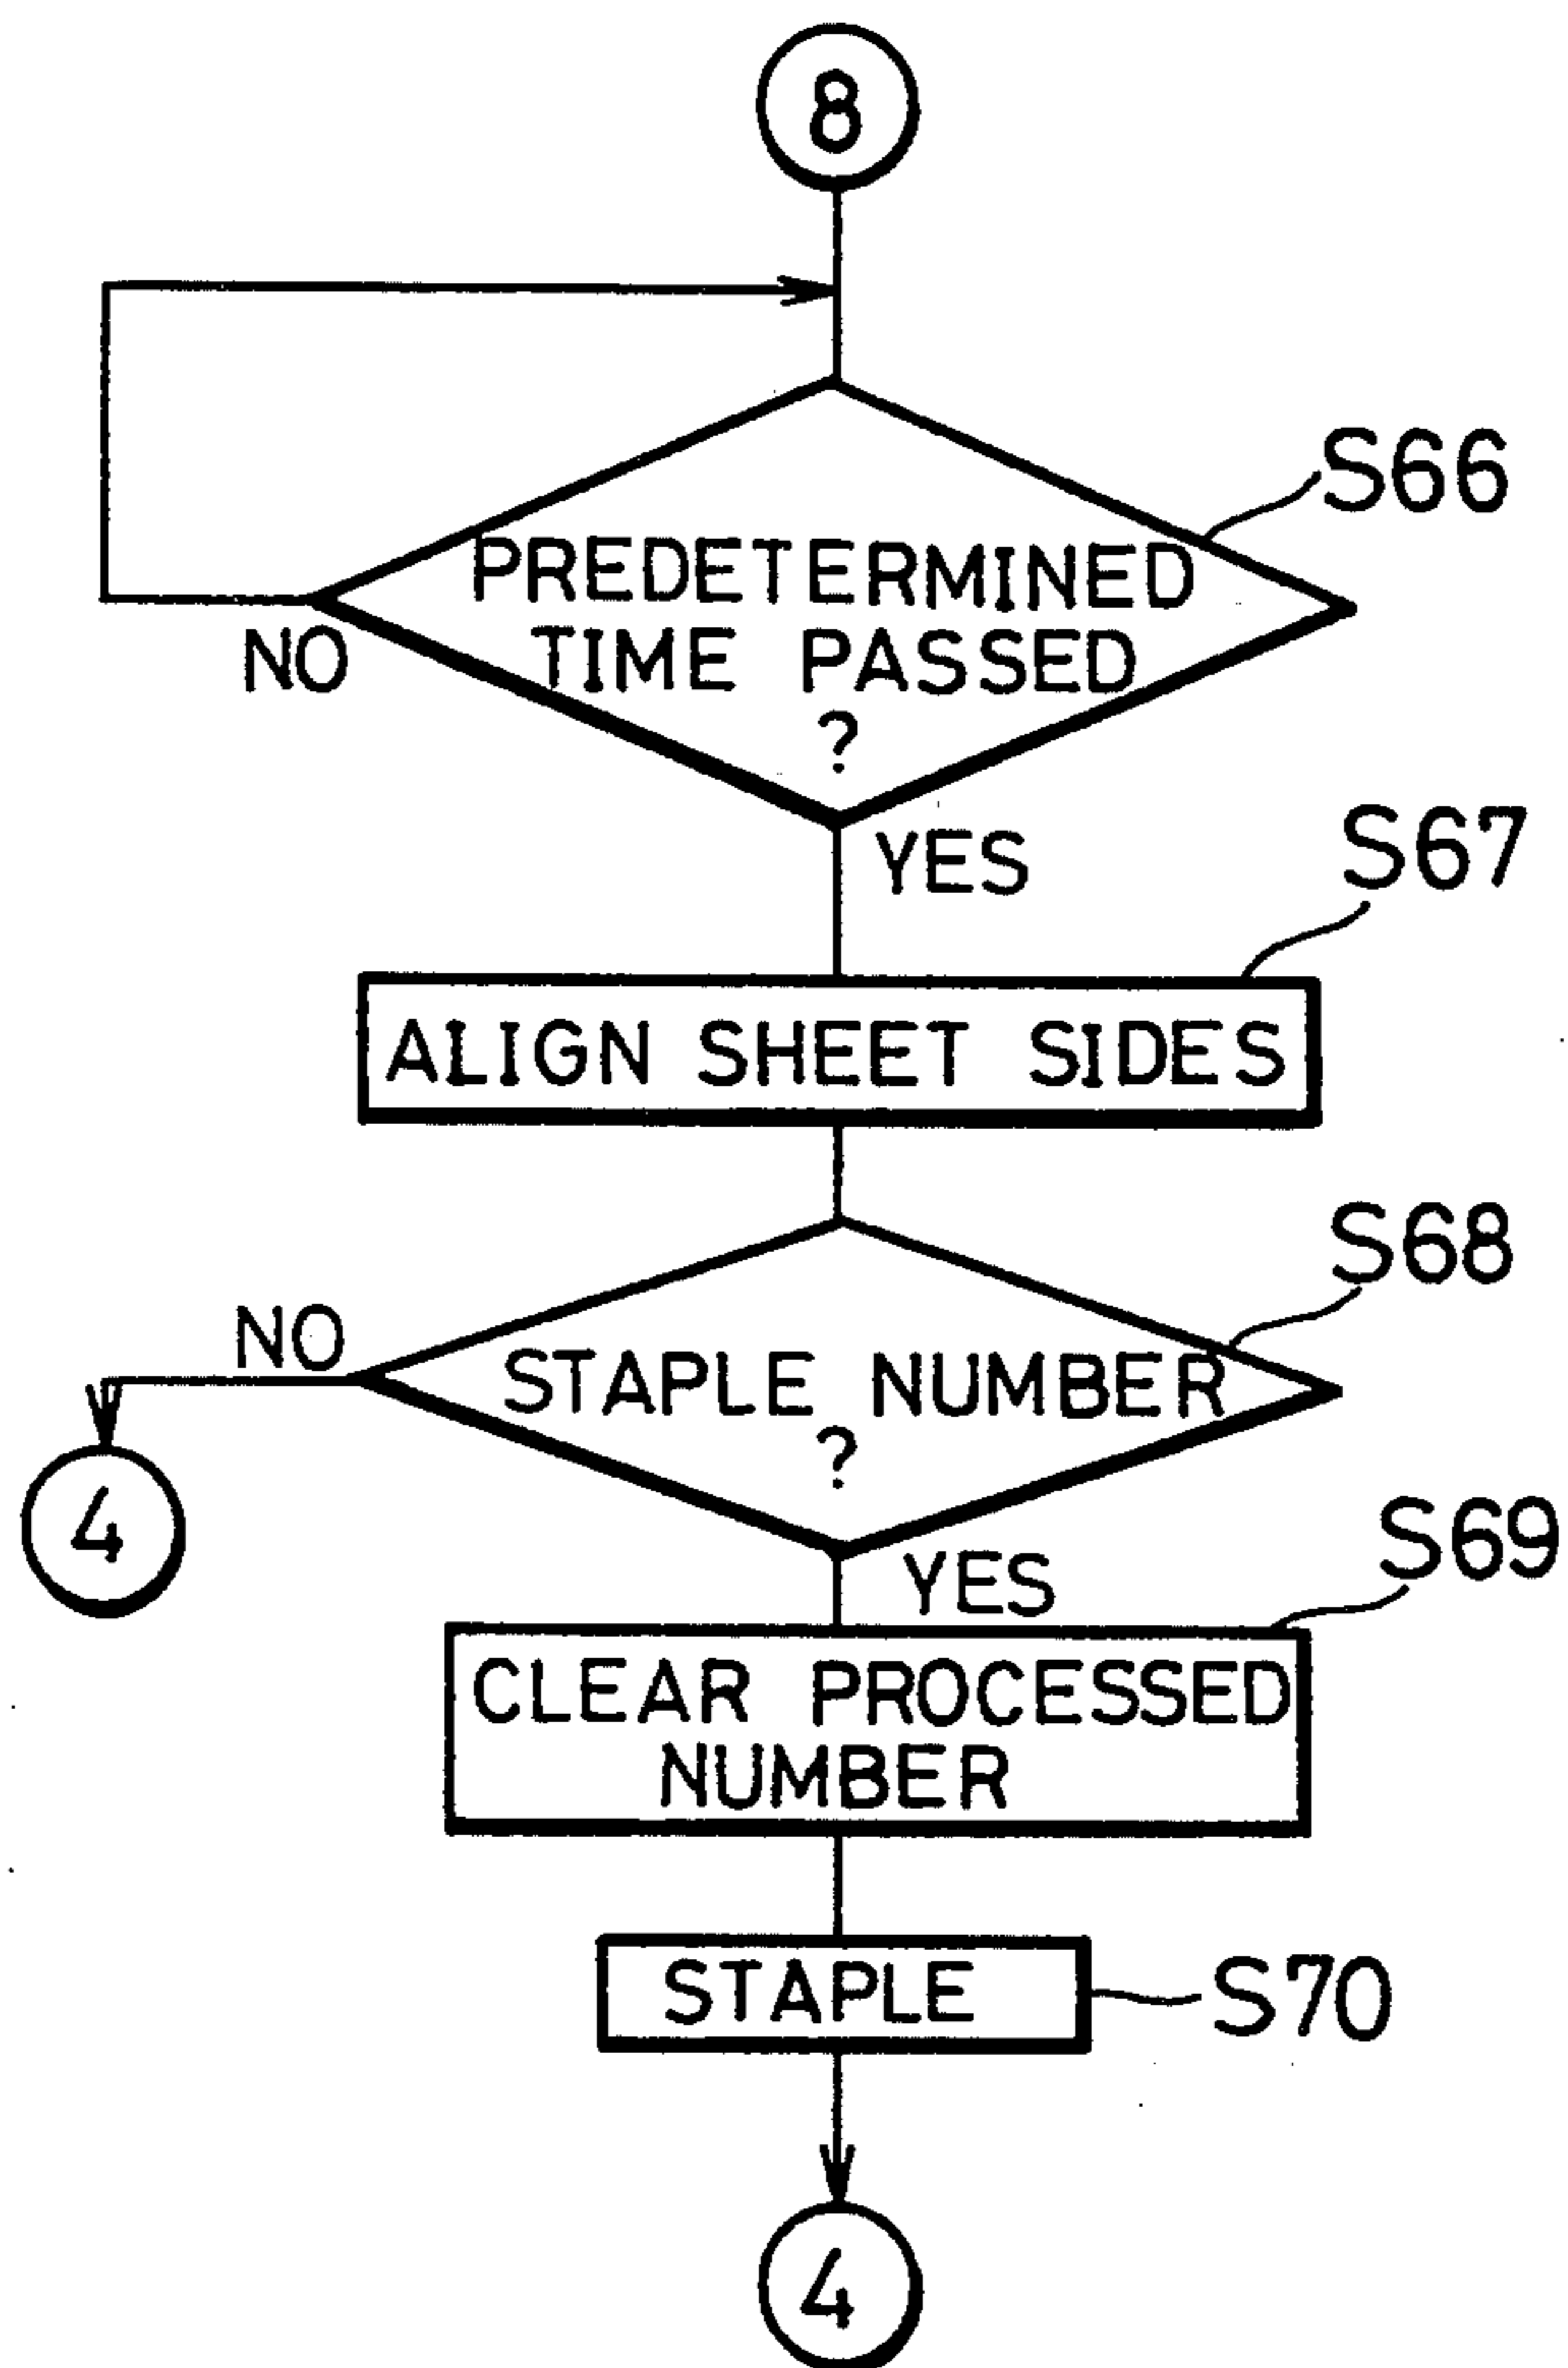 8
S66
PREDETERMINED
TIME PASSED
?
NO
YES
S67
ALIGN SHEET SIDES
S68
NO
STAPLE NUMBER
?
4
YES
S69
CLEAR PROCESSED
NUMBER
STAPLE
S70
4